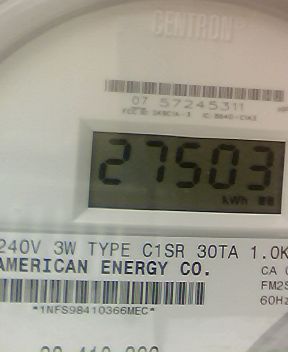 CENTRON®
07 57245311
27503
kWh
240V 3W TYPE C1SR 30TA 1.0K
AMERICAN ENERGY CO.
CA
FM2S
60Hz
*1NFS98410366MEC*